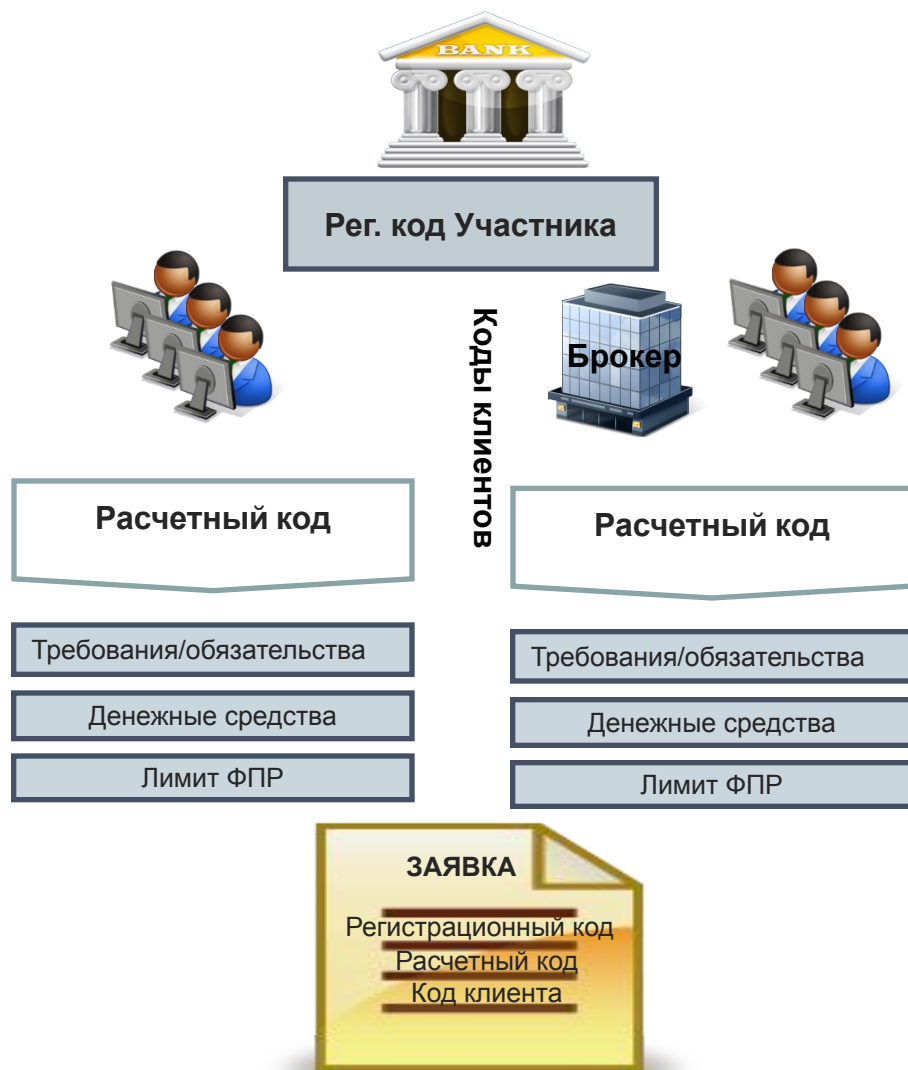 BANK
Рег. код Участника
Коды клиентов
Брокер
Расчетный код
Требования/обязательства
Денежные средства
Лимит ФПР
Расчетный код
Требования/обязательства
Денежные средства
Лимит ФПР
ЗАЯВКА
Регистрационный код
Расчетный код
Код клиента